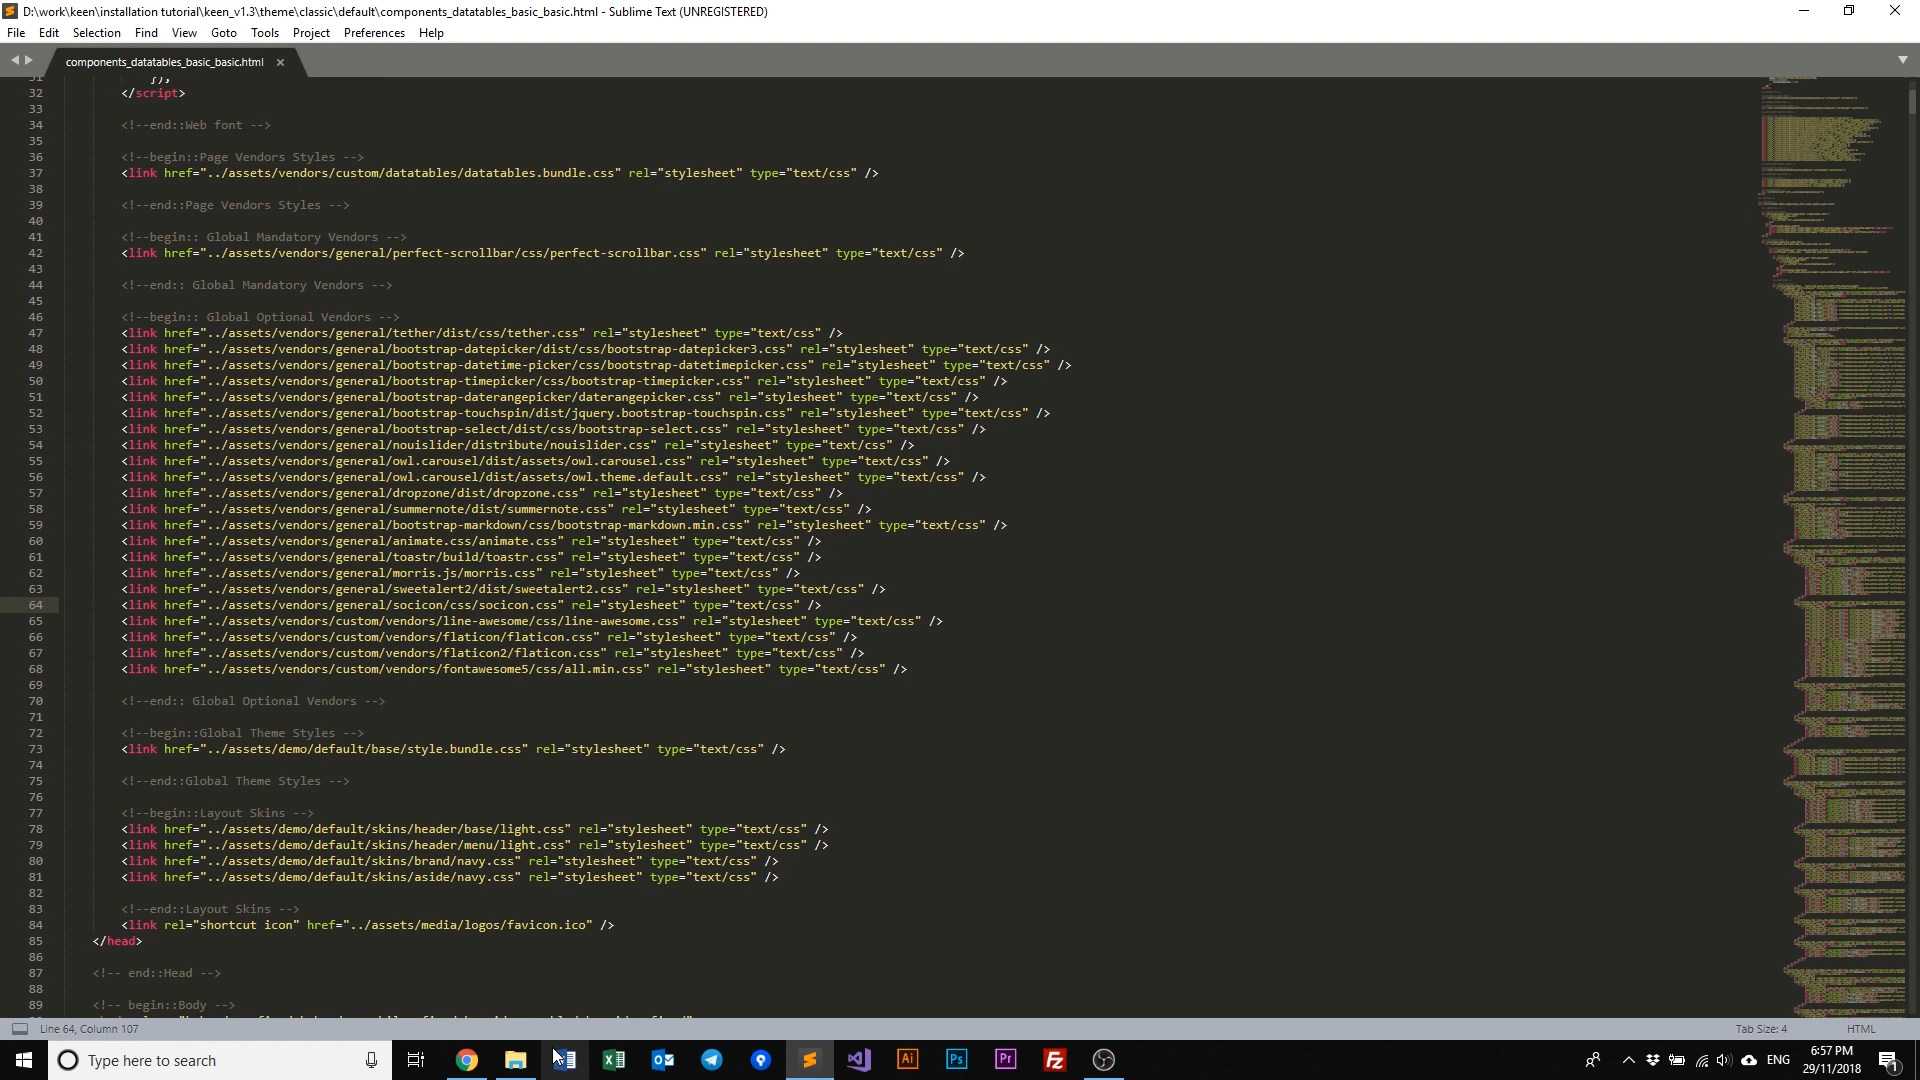 D:\work\keen\installation tutorial\keen_v1.3\theme\classic\default\components_datatables_basic_basic.html - Sublime Text (UNREGISTERED)
File Edit Selection Find View Goto Tools Project Preferences Help
components_datatables_basic_basic.html ×
31 });
32 </script>
33
34 <!--end::Web font -->
35
36 <!--begin::Page Vendors Styles -->
37 <link href="../assets/vendors/custom/datatables/datatables.bundle.css" rel="stylesheet" type="text/css" />
38
39 <!--end::Page Vendors Styles -->
40
41 <!--begin:: Global Mandatory Vendors -->
42 <link href="../assets/vendors/general/perfect-scrollbar/css/perfect-scrollbar.css" rel="stylesheet" type="text/css" />
43
44 <!--end:: Global Mandatory Vendors -->
45
46 <!--begin:: Global Optional Vendors -->
47 <link href="../assets/vendors/general/tether/dist/css/tether.css" rel="stylesheet" type="text/css" />
48 <link href="../assets/vendors/general/bootstrap-datepicker/dist/css/bootstrap-datepicker3.css" rel="stylesheet" type="text/css" />
49 <link href="../assets/vendors/general/bootstrap-datetime-picker/css/bootstrap-datetimepicker.css" rel="stylesheet" type="text/css" />
50 <link href="../assets/vendors/general/bootstrap-timepicker/css/bootstrap-timepicker.css" rel="stylesheet" type="text/css" />
51 <link href="../assets/vendors/general/bootstrap-daterangepicker/daterangepicker.css" rel="stylesheet" type="text/css" />
52 <link href="../assets/vendors/general/bootstrap-touchspin/dist/jquery.bootstrap-touchspin.css" rel="stylesheet" type="text/css" />
53 <link href="../assets/vendors/general/bootstrap-select/dist/css/bootstrap-select.css" rel="stylesheet" type="text/css" />
54 <link href="../assets/vendors/general/nouislider/distribute/nouislider.css" rel="stylesheet" type="text/css" />
55 <link href="../assets/vendors/general/owl.carousel/dist/assets/owl.carousel.css" rel="stylesheet" type="text/css" />
56 <link href="../assets/vendors/general/owl.carousel/dist/assets/owl.theme.default.css" rel="stylesheet" type="text/css" />
57 <link href="../assets/vendors/general/dropzone/dist/dropzone.css" rel="stylesheet" type="text/css" />
58 <link href="../assets/vendors/general/summernote/dist/summernote.css" rel="stylesheet" type="text/css" />
59 <link href="../assets/vendors/general/bootstrap-markdown/css/bootstrap-markdown.min.css" rel="stylesheet" type="text/css" />
60 <link href="../assets/vendors/general/animate.css/animate.css" rel="stylesheet" type="text/css" />
61 <link href="../assets/vendors/general/toastr/build/toastr.css" rel="stylesheet" type="text/css" />
62 <link href="../assets/vendors/general/morris.js/morris.css" rel="stylesheet" type="text/css" />
63 <link href="../assets/vendors/general/sweetalert2/dist/sweetalert2.css" rel="stylesheet" type="text/css" />
64 <link href="../assets/vendors/general/socicon/css/socicon.css" rel="stylesheet" type="text/css" />
65 <link href="../assets/vendors/custom/vendors/line-awesome/css/line-awesome.css" rel="stylesheet" type="text/css" />
66 <link href="../assets/vendors/custom/vendors/flaticon/flaticon.css" rel="stylesheet" type="text/css" />
67 <link href="../assets/vendors/custom/vendors/flaticon2/flaticon.css" rel="stylesheet" type="text/css" />
68 <link href="../assets/vendors/custom/vendors/fontawesome5/css/all.min.css" rel="stylesheet" type="text/css" />
69
70 <!--end:: Global Optional Vendors -->
71
72 <!--begin::Global Theme Styles -->
73 <link href="../assets/demo/default/base/style.bundle.css" rel="stylesheet" type="text/css" />
74
75 <!--end::Global Theme Styles -->
76
77 <!--begin::Layout Skins -->
78 <link href="../assets/demo/default/skins/header/base/light.css" rel="stylesheet" type="text/css" />
79 <link href="../assets/demo/default/skins/header/menu/light.css" rel="stylesheet" type="text/css" />
80 <link href="../assets/demo/default/skins/brand/navy.css" rel="stylesheet" type="text/css" />
81 <link href="../assets/demo/default/skins/aside/navy.css" rel="stylesheet" type="text/css" />
82
83 <!--end::Layout Skins -->
84 <link rel="shortcut icon" href="../assets/media/logos/favicon.ico" />
85 </head>
86
87 <!-- end::Head -->
88
89 <!-- begin::Body -->
Line 64, Column 107 Tab Size: 4 HTML
Type here to search
Ai Ps Pr Fz
ENG 6:57 PM
29/11/2018
1